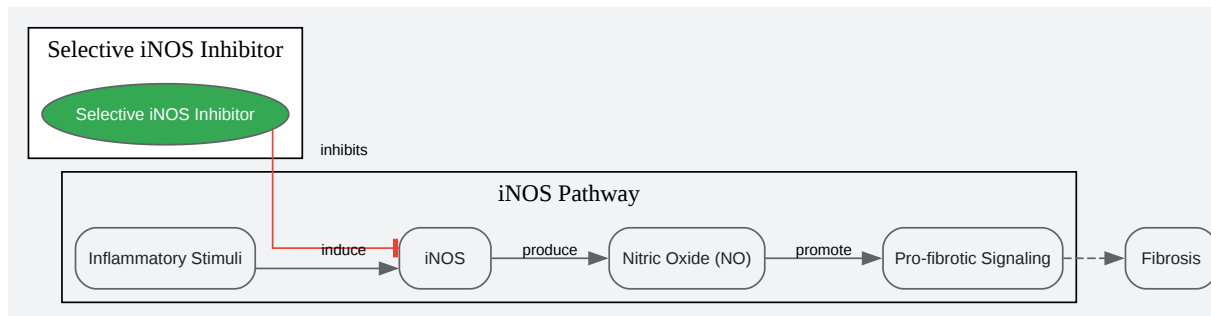 Selective iNOS Inhibitor
Selective iNOS Inhibitor
inhibits
iNOS Pathway
Inflammatory Stimuli
induce
iNOS
produce
Nitric Oxide (NO)
promote
Pro-fibrotic Signaling
Fibrosis